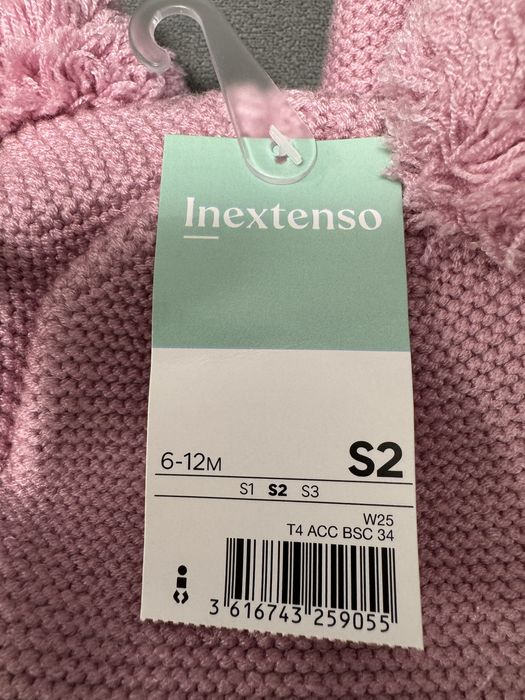 Inextenso
6-12M
S2
S1 S2 S3
W25
T4 ACC BSC 34
3 616743 259055